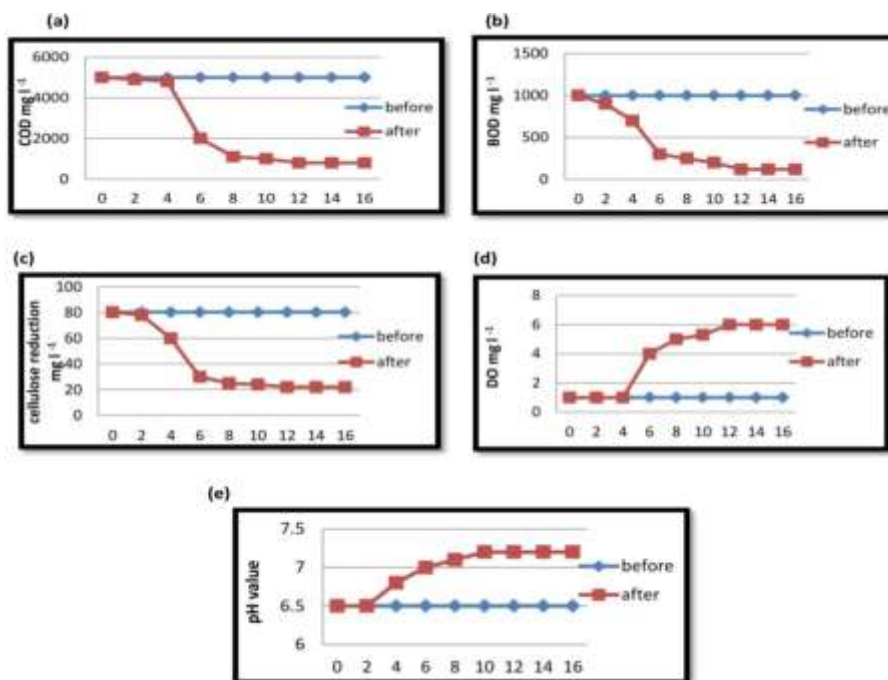 (a)
COD mg l -1
6000
4000
2000
0
0 2 4 6 8 10 12 14 16
before
after
(b)
BOD mg l -1
1500
1000
500
0
0 2 4 6 8 10 12 14 16
before
after
(c)
cellulose reduction
mg l -1
100
80
60
40
20
0
0 2 4 6 8 10 12 14 16
before
after
(d)
DO mg l -1
8
6
4
2
0
0 2 4 6 8 10 12 14 16
before
after
(e)
pH value
7.5
7
6.5
6
0 2 4 6 8 10 12 14 16
before
after